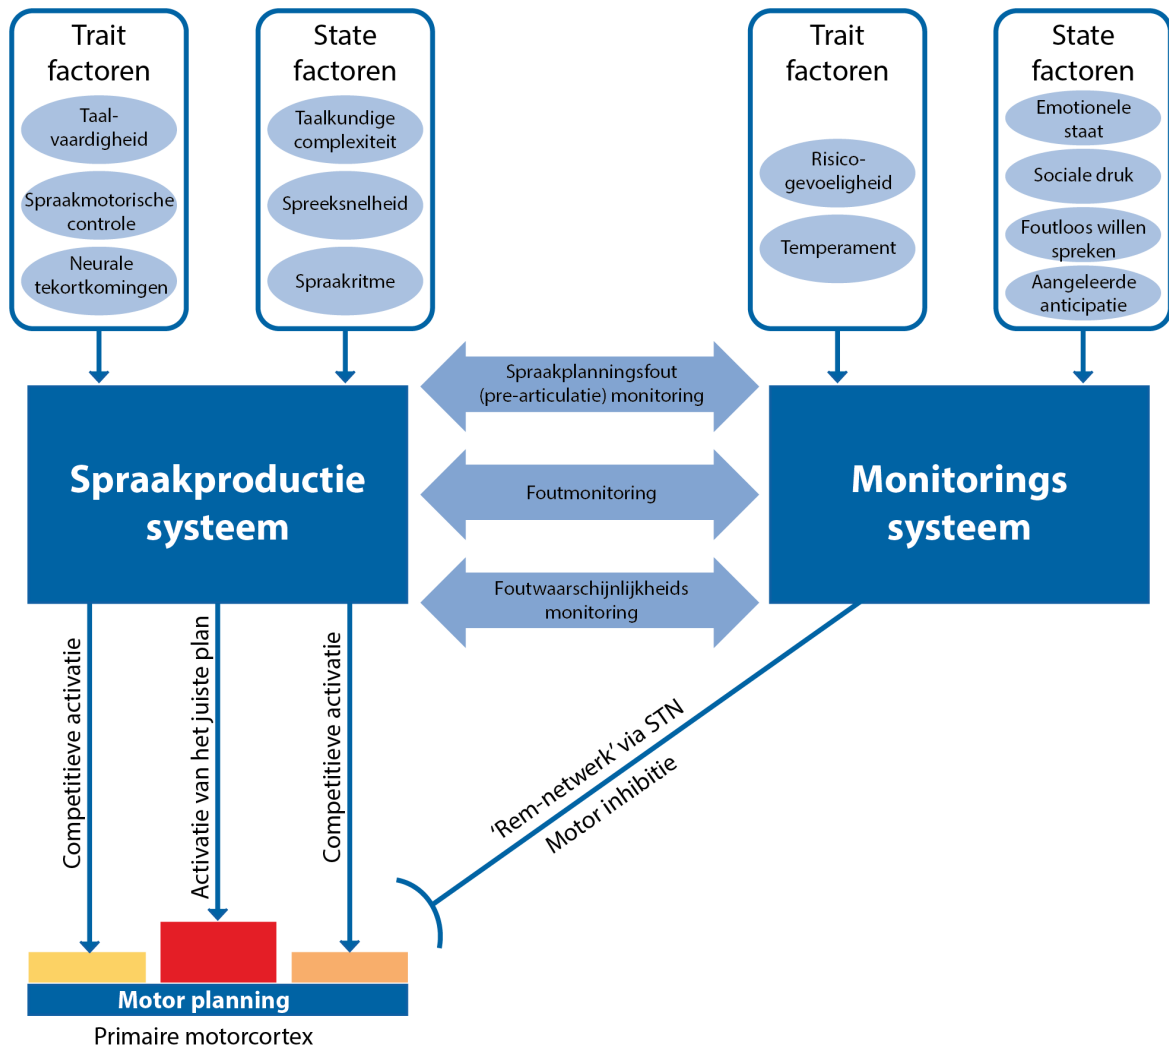 Trait
factoren
Taal-
vaardigheid
Spraakmotorische
controle
Neurale
tekortkomingen
State
factoren
Taalkundige
complexiteit
Spreeksnelheid
Spraakritme
Trait
factoren
Risico-
gevoeligheid
Temperament
State
factoren
Emotionele
staat
Sociale druk
Foutloos willen
spreken
Aangeleerde
anticipatie
Spraakproductie
systeem
Spraakplanningsfout
(pre-articulatie) monitoring
Foutmonitoring
Foutwaarschijnlijkheids
monitoring
Monitorings
systeem
Competitieve activatie
Activatie van het juiste plan
Competitieve activatie
‘Rem-netwerk’ via STN
Motor inhibitie
Motor planning
Primaire motorcortex